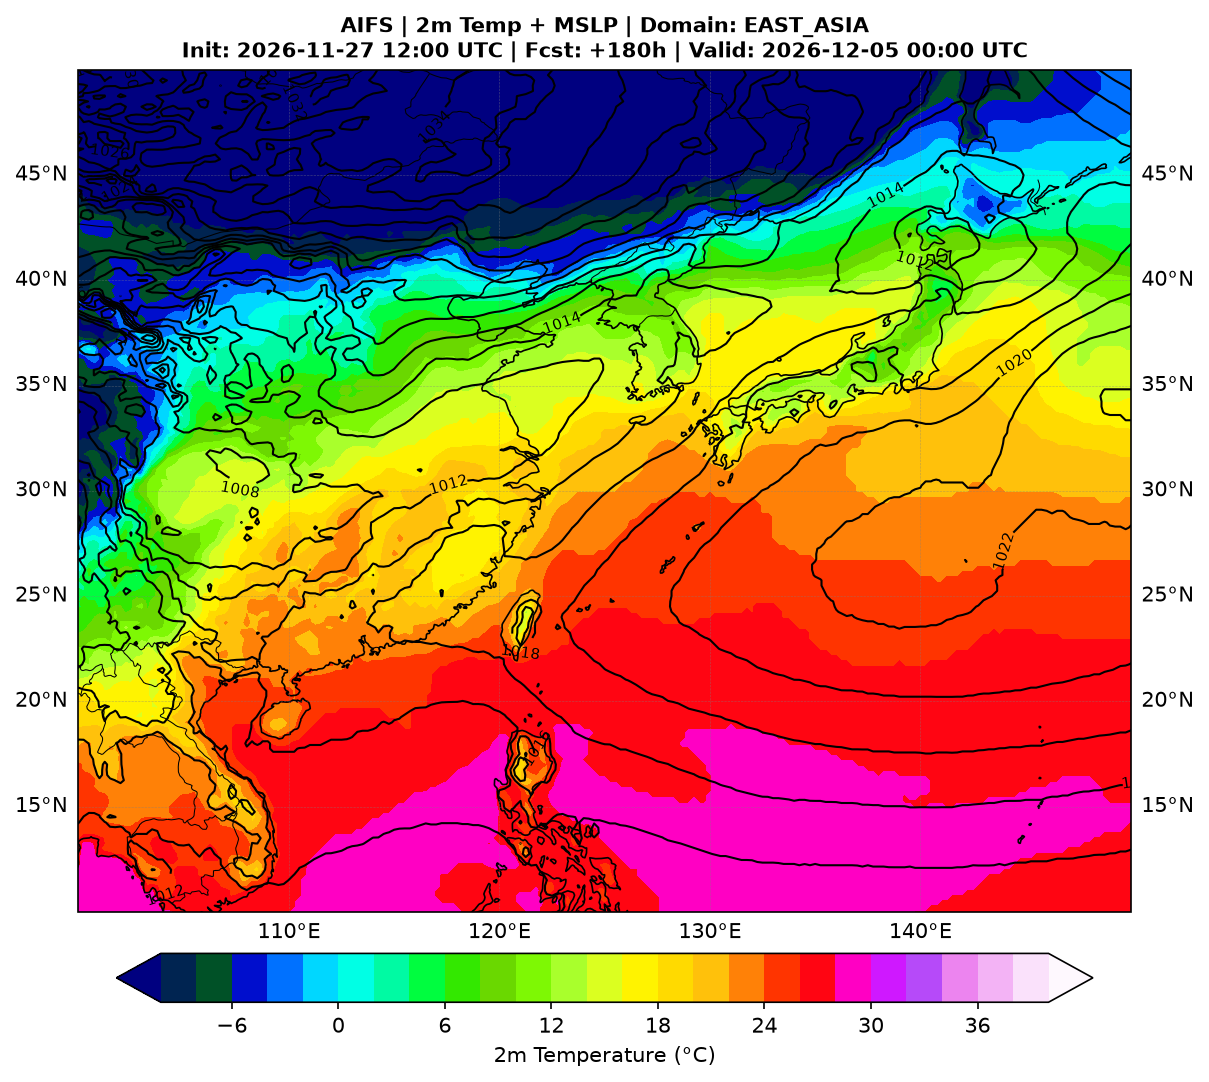 AIFS | 2m Temp + MSLP | Domain: EAST_ASIA
Init: 2026-11-27 12:00 UTC | Fcst: +180h | Valid: 2026-12-05 00:00 UTC
1034
1014
45°N
45°N
1012
40°N
40°N
1014
1020
35°N
35°N
1012
1008
30°N
30°N
1022
25°N
25°N
1018
20°N
20°N
1016
15°N
15°N
1012
110°E
120°E
130°E
140°E
−6
0
6
12
18
24
30
36
2m Temperature (°C)